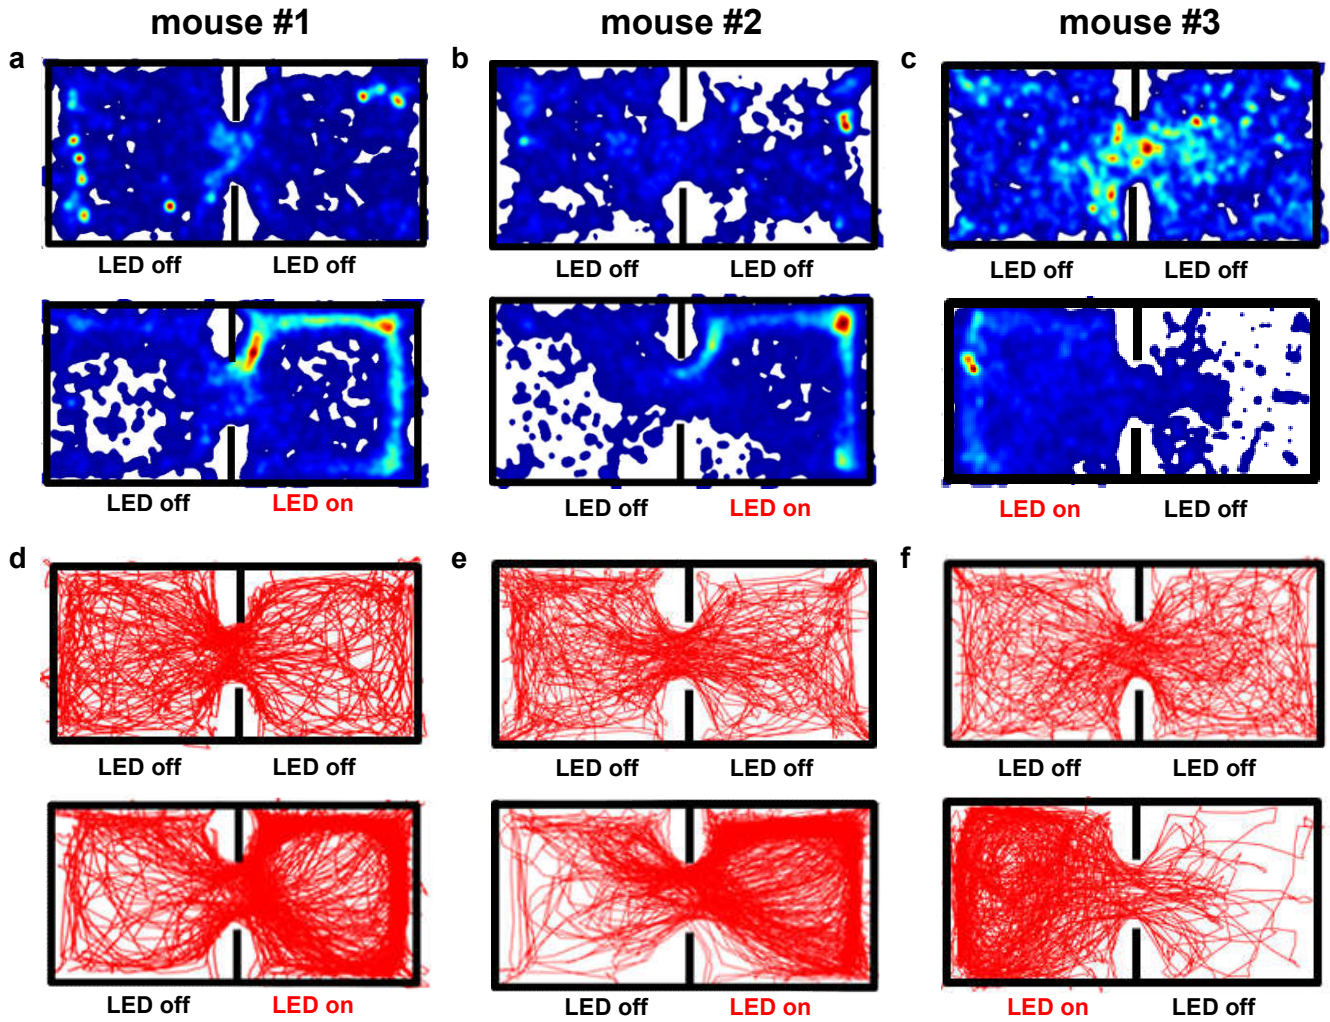 mouse #1 mouse #2 mouse #3
a b c
LED off LED off LED off LED off LED off LED off
LED off LED on LED off LED on LED on LED off
d e f
LED off LED off LED off LED off LED off LED off
LED off LED on LED off LED on LED on LED off